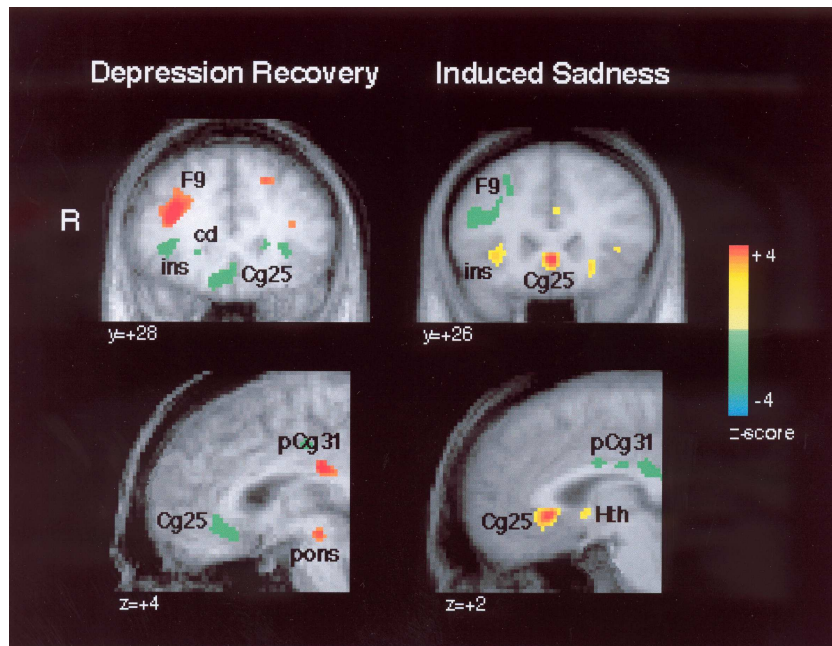 Depression Recovery
Induced Sadness
R
F9
cd
ins
Cg25
y=+28
F9
ins
Cg25
y=+26
+4
-4
z-score
pCg31
Cg25
pons
z=+4
pCg31
Cg25
Hth
z=+2